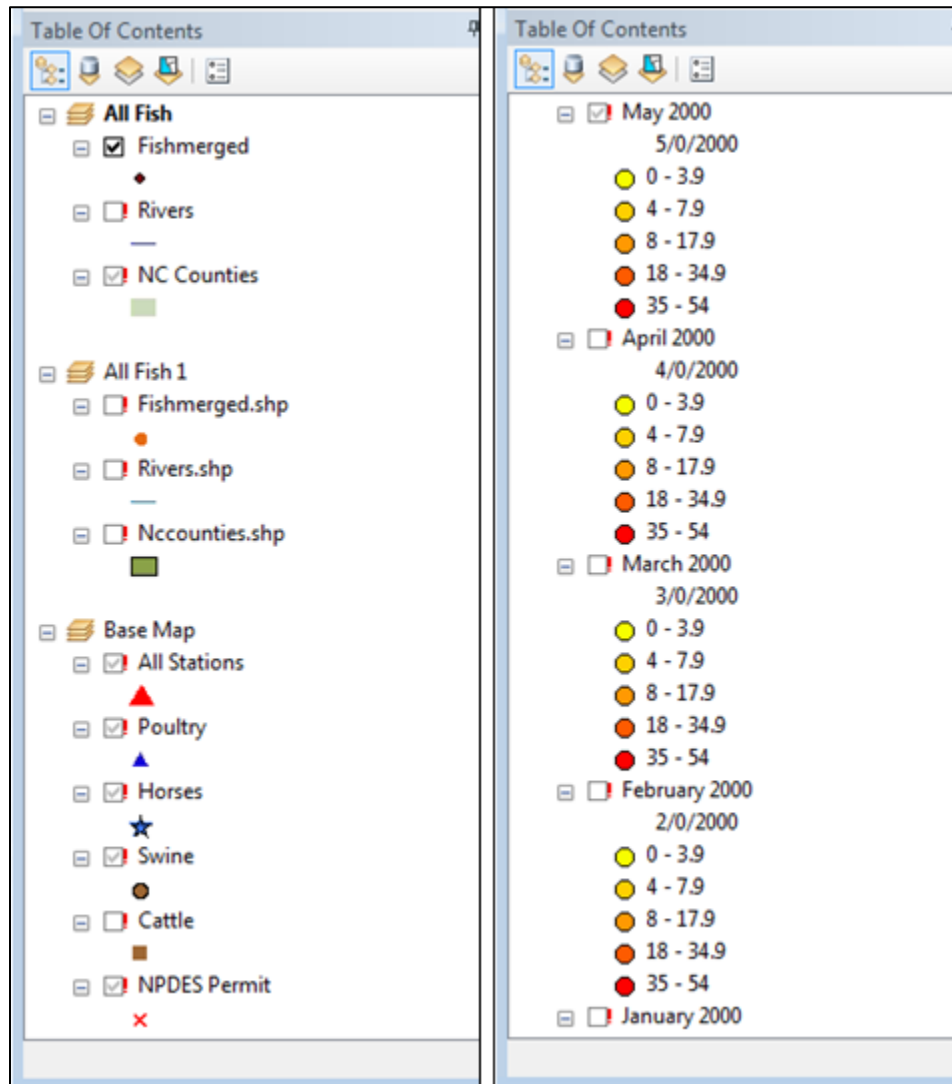 Table Of Contents
All Fish
Fishmerged
Rivers
NC Counties
All Fish 1
Fishmerged.shp
Rivers.shp
Nccounties.shp
Base Map
All Stations
Poultry
Horses
Swine
Cattle
NPDES Permit
Table Of Contents
May 2000
5/0/2000
0 - 3.9
4 - 7.9
8 - 17.9
18 - 34.9
35 - 54
April 2000
4/0/2000
0 - 3.9
4 - 7.9
8 - 17.9
18 - 34.9
35 - 54
March 2000
3/0/2000
0 - 3.9
4 - 7.9
8 - 17.9
18 - 34.9
35 - 54
February 2000
2/0/2000
0 - 3.9
4 - 7.9
8 - 17.9
18 - 34.9
35 - 54
January 2000